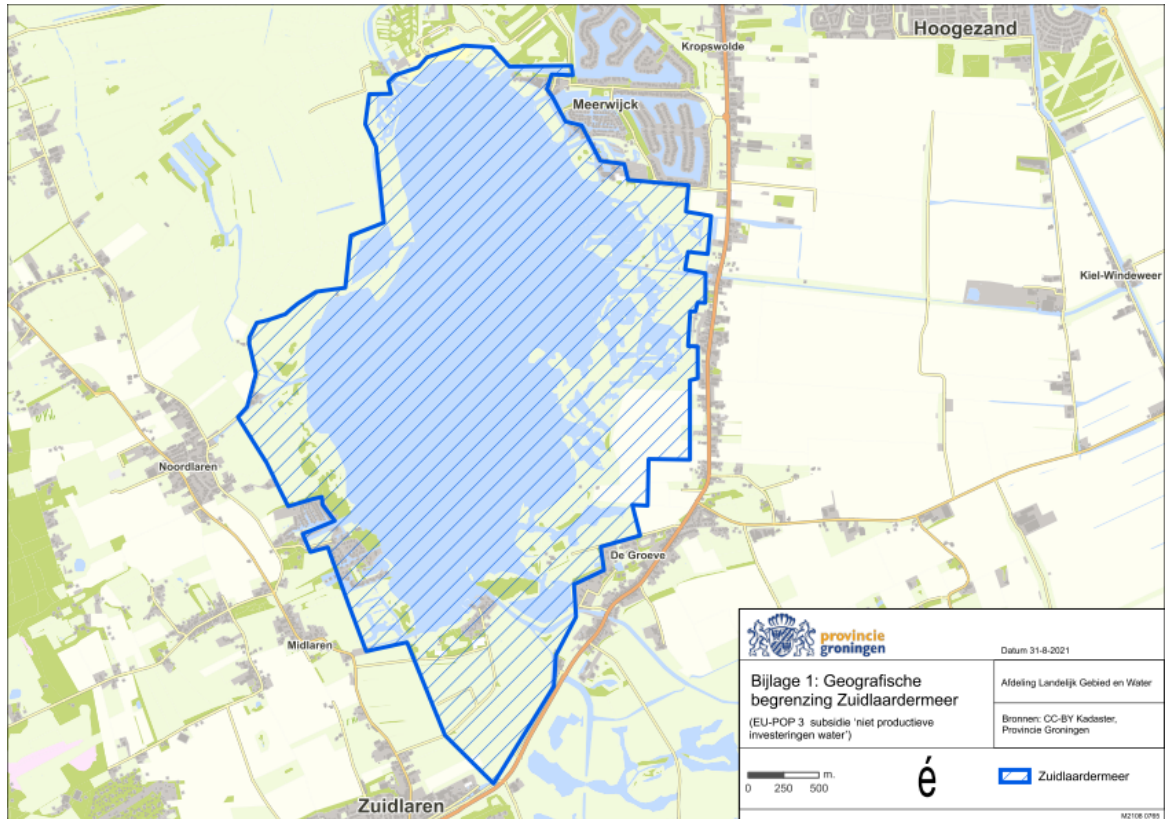 Hoogezand
Kropswolde
Meerwijck
Kiel-Windeweer
Noordlaren
De Groeve
Midlaren
Zuidlaren
provincie
groningen
Datum 31-8-2021
Bijlage 1: Geografische
begrenzing Zuidlaardermeer
(EU-POP 3 subsidie 'niet productieve
investeringen water')
Afdeling Landelijk Gebied en Water
Bronnen: CC-BY Kadaster,
Provincie Groningen
m.
0 250 500
é
Zuidlaardermeer
M2108 0765